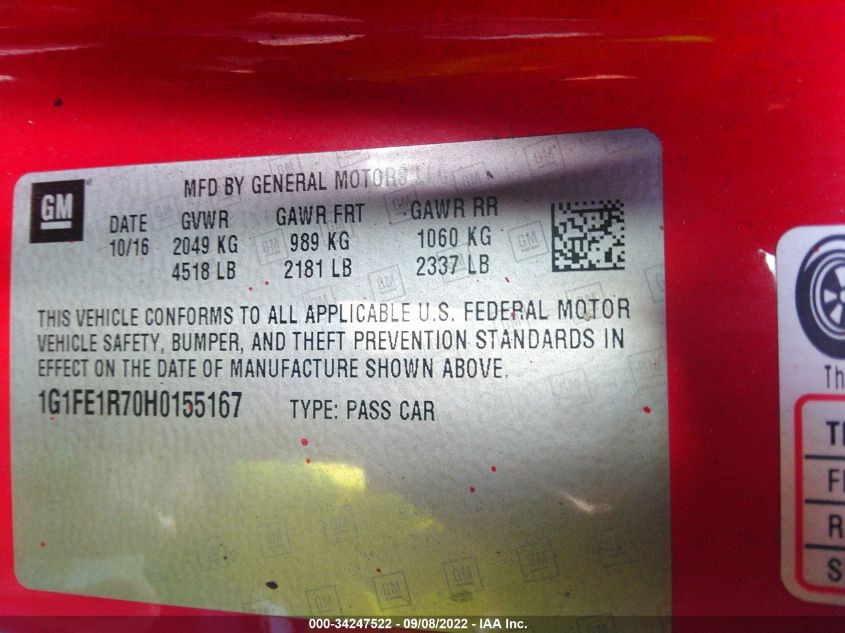 GM
MFD BY GENERAL MOTORS LLC
DATE GVWR GAWR FRT GAWR RR
10/16 2049 KG 989 KG 1060 KG
4518 LB 2181 LB 2337 LB
THIS VEHICLE CONFORMS TO ALL APPLICABLE U.S. FEDERAL MOTOR
VEHICLE SAFETY, BUMPER, AND THEFT PREVENTION STANDARDS IN
EFFECT ON THE DATE OF MANUFACTURE SHOWN ABOVE.
1G1FE1R70H0155167 TYPE: PASS CAR
Th
000-34247522 - 09/08/2022 - IAA Inc.